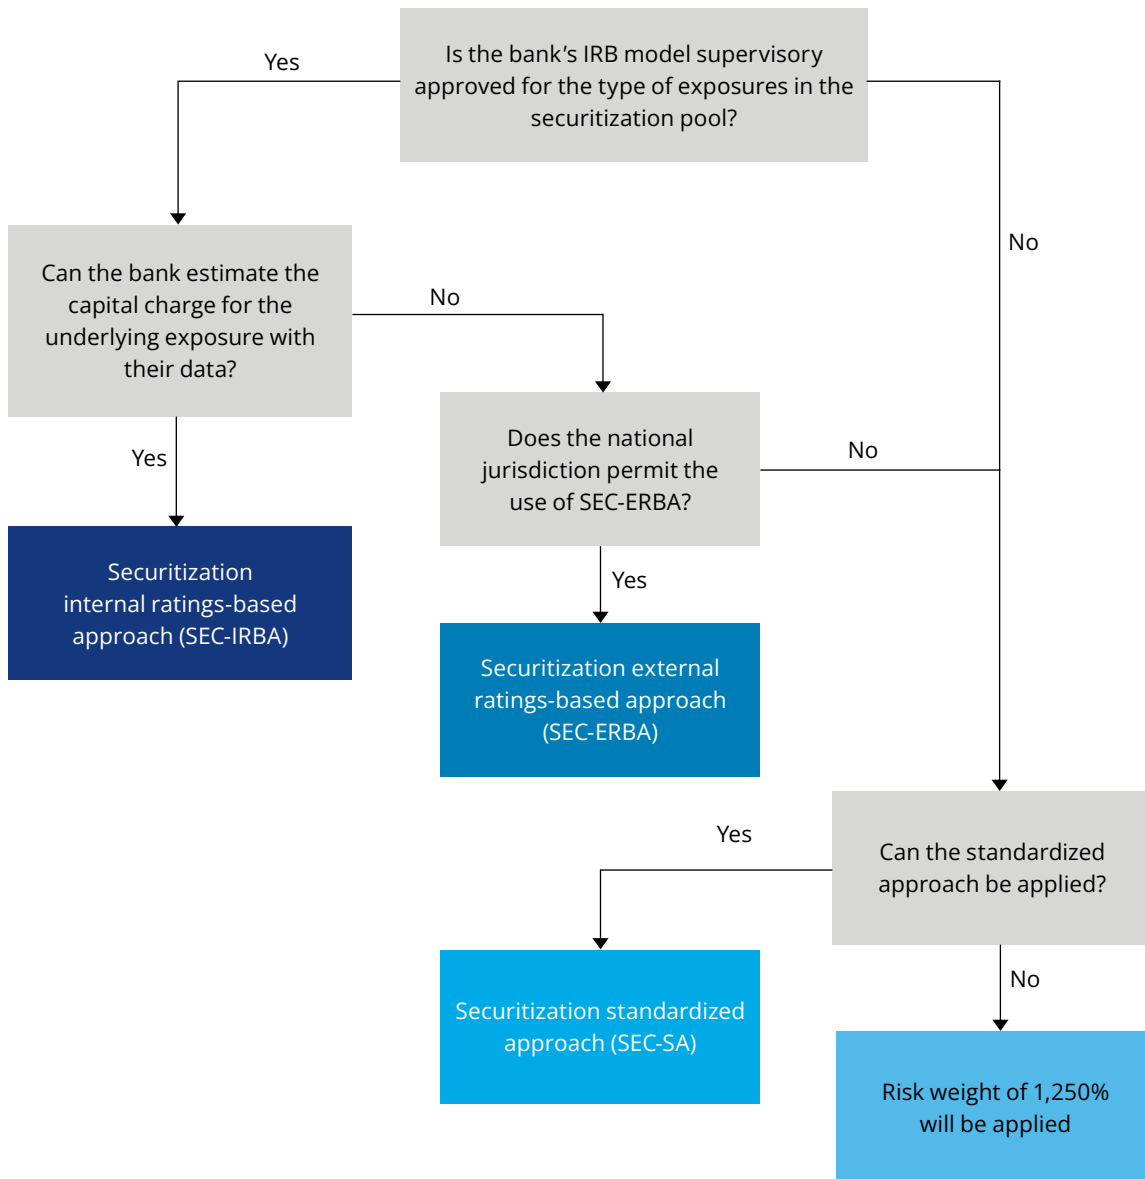 Is the bank’s IRB model supervisory
approved for the type of exposures in the
securitization pool?
Yes
No
Can the bank estimate the
capital charge for the
underlying exposure with
their data?
No
Yes
Does the national
jurisdiction permit the
use of SEC-ERBA?
No
Yes
Securitization
internal ratings-based
approach (SEC-IRBA)
Securitization external
ratings-based approach
(SEC-ERBA)
Can the standardized
approach be applied?
Yes
No
Securitization standardized
approach (SEC-SA)
Risk weight of 1,250%
will be applied